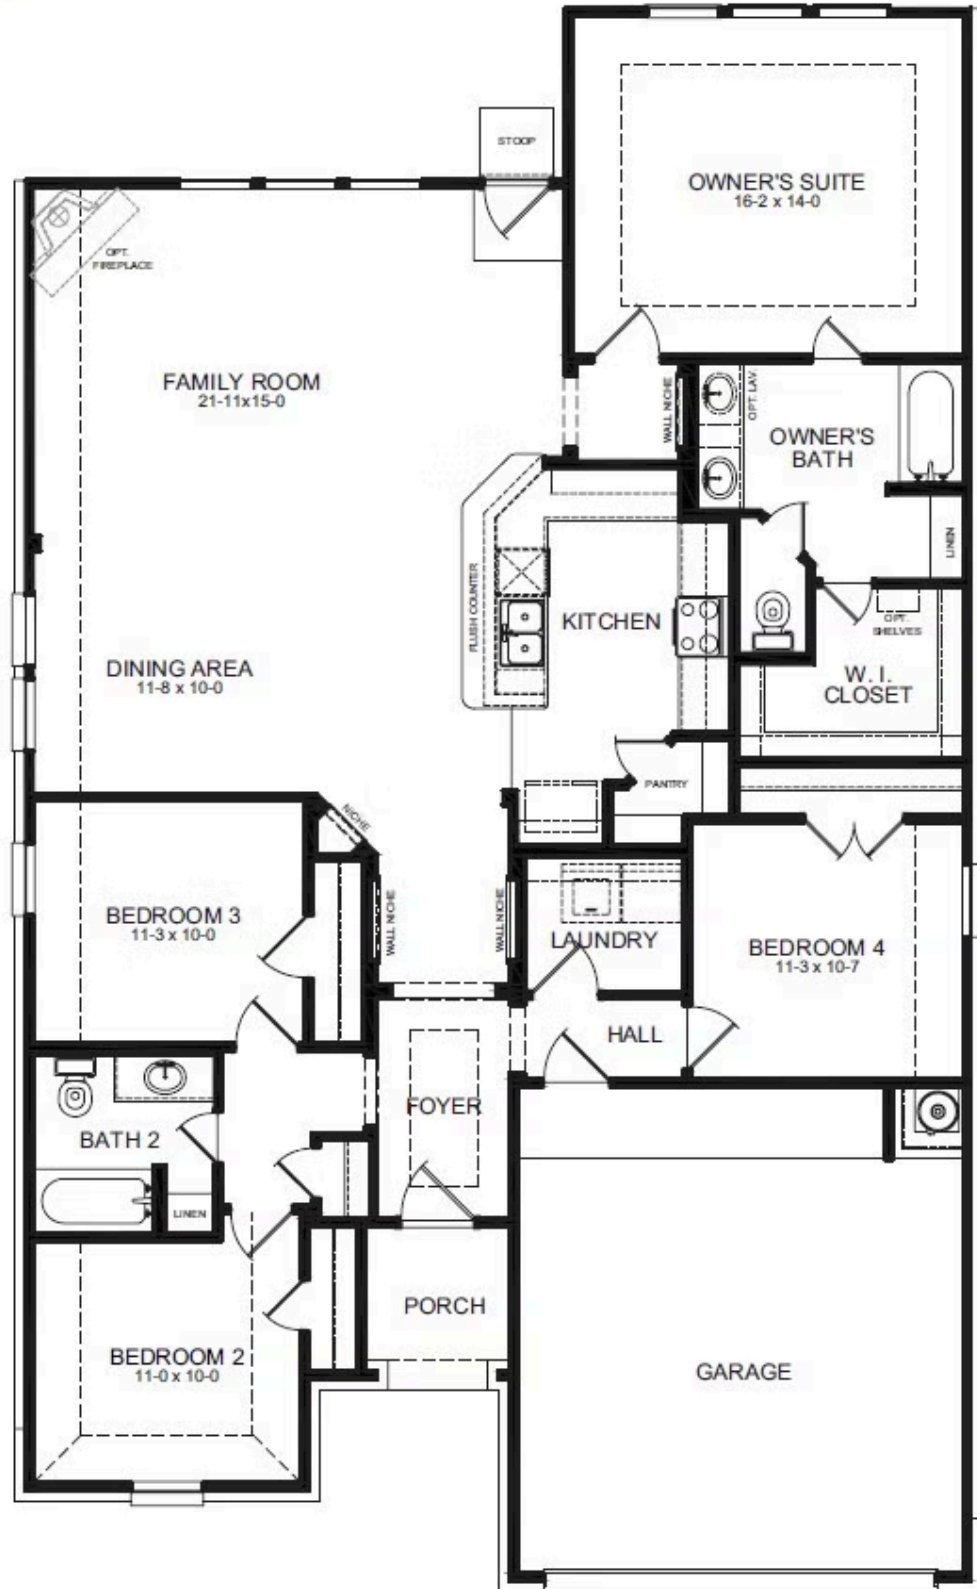 STOOP
OWNER'S SUITE
16-2 x 14-0
OPT.
FIREPLACE
FAMILY ROOM
21-11x15-0
WALL NICHE
OPT. LAV.
OWNER'S
BATH
LINEN
FLUSH COUNTER
KITCHEN
OPT.
SHELVES
DINING AREA
11-8 x 10-0
W. I.
CLOSET
PANTRY
NICHE
BEDROOM 3
11-3 x 10-0
WALL NICHE
WALL NICHE
LAUNDRY
BEDROOM 4
11-3 x 10-7
HALL
FOYER
BATH 2
LINEN
PORCH
BEDROOM 2
11-0 x 10-0
GARAGE